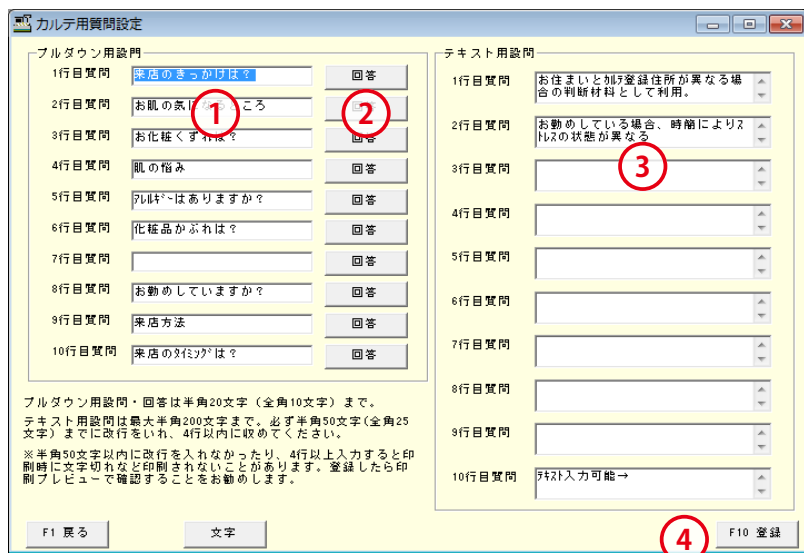 カルテ用質問設定
プルダウン用設問
1行目質問 来店のきっかけは？ 回答
2行目質問 お肌の気になるところ 回答
3行目質問 お化粧くずれは？ 回答
4行目質問 肌の悩み 回答
5行目質問 ｱﾚﾙｷﾞｰはありますか？ 回答
6行目質問 化粧品かぶれは？ 回答
7行目質問 回答
8行目質問 お勤めしていますか？ 回答
9行目質問 来店方法 回答
10行目質問 来店のﾀｲﾐﾝｸﾞは？ 回答
① ②
プルダウン用設問・回答は半角20文字（全角10文字）まで。
テキスト用設問は最大半角200文字まで。必ず半角50文字(全角25
文字）までに改行をいれ、4行以内に収めてください。
※半角50文字以内に改行を入れなかったり、4行以上入力すると印
刷時に文字切れなど印刷されないことがあります。登録したら印
刷プレビューで確認することをお勧めします。
テキスト用設問
1行目質問 お住まいとｶﾙﾃ登録住所が異なる場
合の判断材料として利用。
2行目質問 お勤めしている場合、時間によりｽ
ﾄﾚｽの状態が異なる
③
3行目質問
4行目質問
5行目質問
6行目質問
7行目質問
8行目質問
9行目質問
10行目質問 ﾃｷｽﾄ入力可能→
F1 戻る 文字 ④ F10 登録